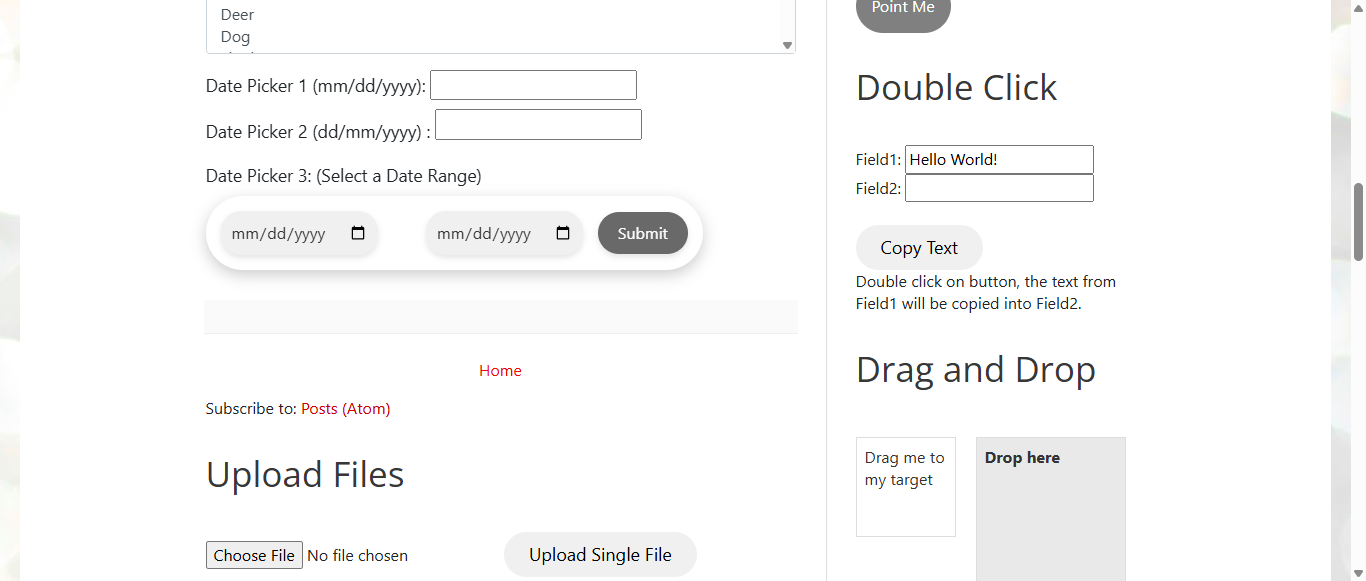 Deer
Dog
Date Picker 1 (mm/dd/yyyy):
Date Picker 2 (dd/mm/yyyy) :
Date Picker 3: (Select a Date Range)
mm/dd/yyyy mm/dd/yyyy Submit
Home
Subscribe to: Posts (Atom)
Upload Files
Choose File No file chosen Upload Single File
Point Me
Double Click
Field1: Hello World!
Field2:
Copy Text
Double click on button, the text from
Field1 will be copied into Field2.
Drag and Drop
Drag me to
my target
Drop here